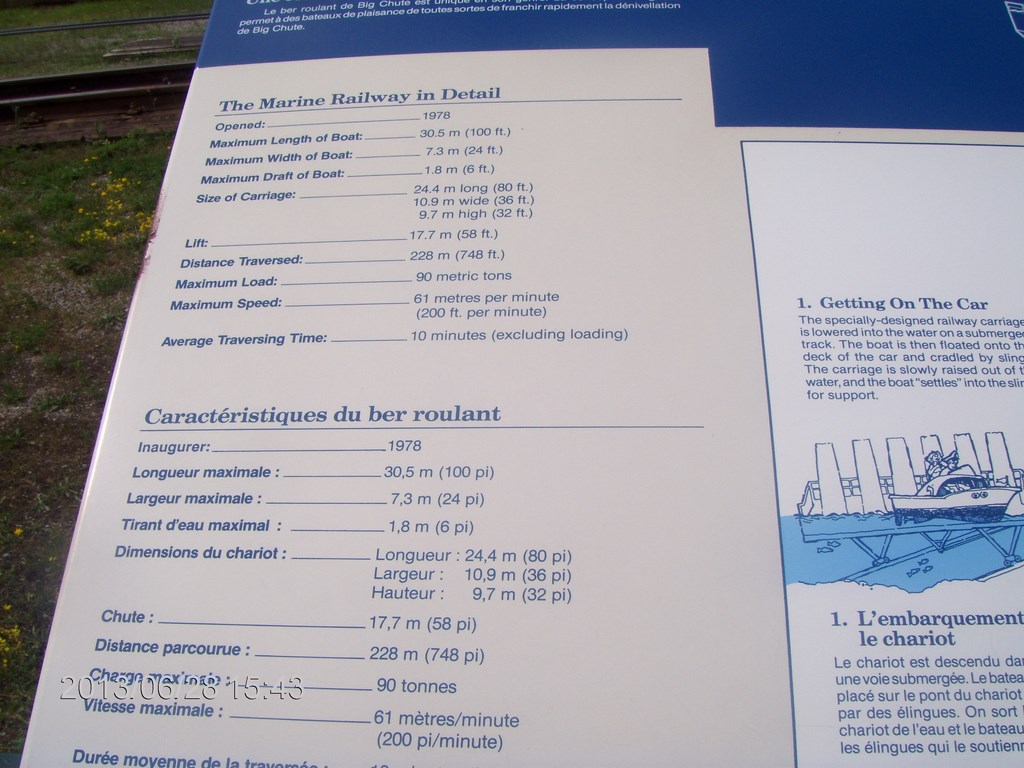 Le ber roulant de Big Chute est unique en son
permet à des bateaux de plaisance de toutes sortes de franchir rapidement la dénivellation
de Big Chute.
The Marine Railway in Detail
Opened: 1978
Maximum Length of Boat: 30.5 m (100 ft.)
Maximum Width of Boat: 7.3 m (24 ft.)
Maximum Draft of Boat: 1.8 m (6 ft.)
Size of Carriage: 24.4 m long (80 ft.)
10.9 m wide (36 ft.)
9.7 m high (32 ft.)
Lift: 17.7 m (58 ft.)
Distance Traversed: 228 m (748 ft.)
Maximum Load: 90 metric tons
Maximum Speed: 61 metres per minute
(200 ft. per minute)
Average Traversing Time: 10 minutes (excluding loading)
Caractéristiques du ber roulant
Inaugurer: 1978
Longueur maximale : 30,5 m (100 pi)
Largeur maximale : 7,3 m (24 pi)
Tirant d'eau maximal : 1,8 m (6 pi)
Dimensions du chariot : Longueur : 24,4 m (80 pi)
Largeur : 10,9 m (36 pi)
Hauteur : 9,7 m (32 pi)
Chute : 17,7 m (58 pi)
Distance parcourue : 228 m (748 pi)
Charge maximale : 90 tonnes
Vitesse maximale : 61 mètres/minute
(200 pi/minute)
Durée moyenne de la traversée :
1. Getting On The Car
The specially-designed railway carriage
is lowered into the water on a submerged
track. The boat is then floated onto th
deck of the car and cradled by sling
The carriage is slowly raised out of t
water, and the boat "settles" into the slin
for support.
1. L'embarquement
le chariot
Le chariot est descendu da
une voie submergée. Le batea
placé sur le pont du chariot
par des élingues. On sort
chariot de l'eau et le bateau
les élingues qui le soutienn
2013/06/28 15:43